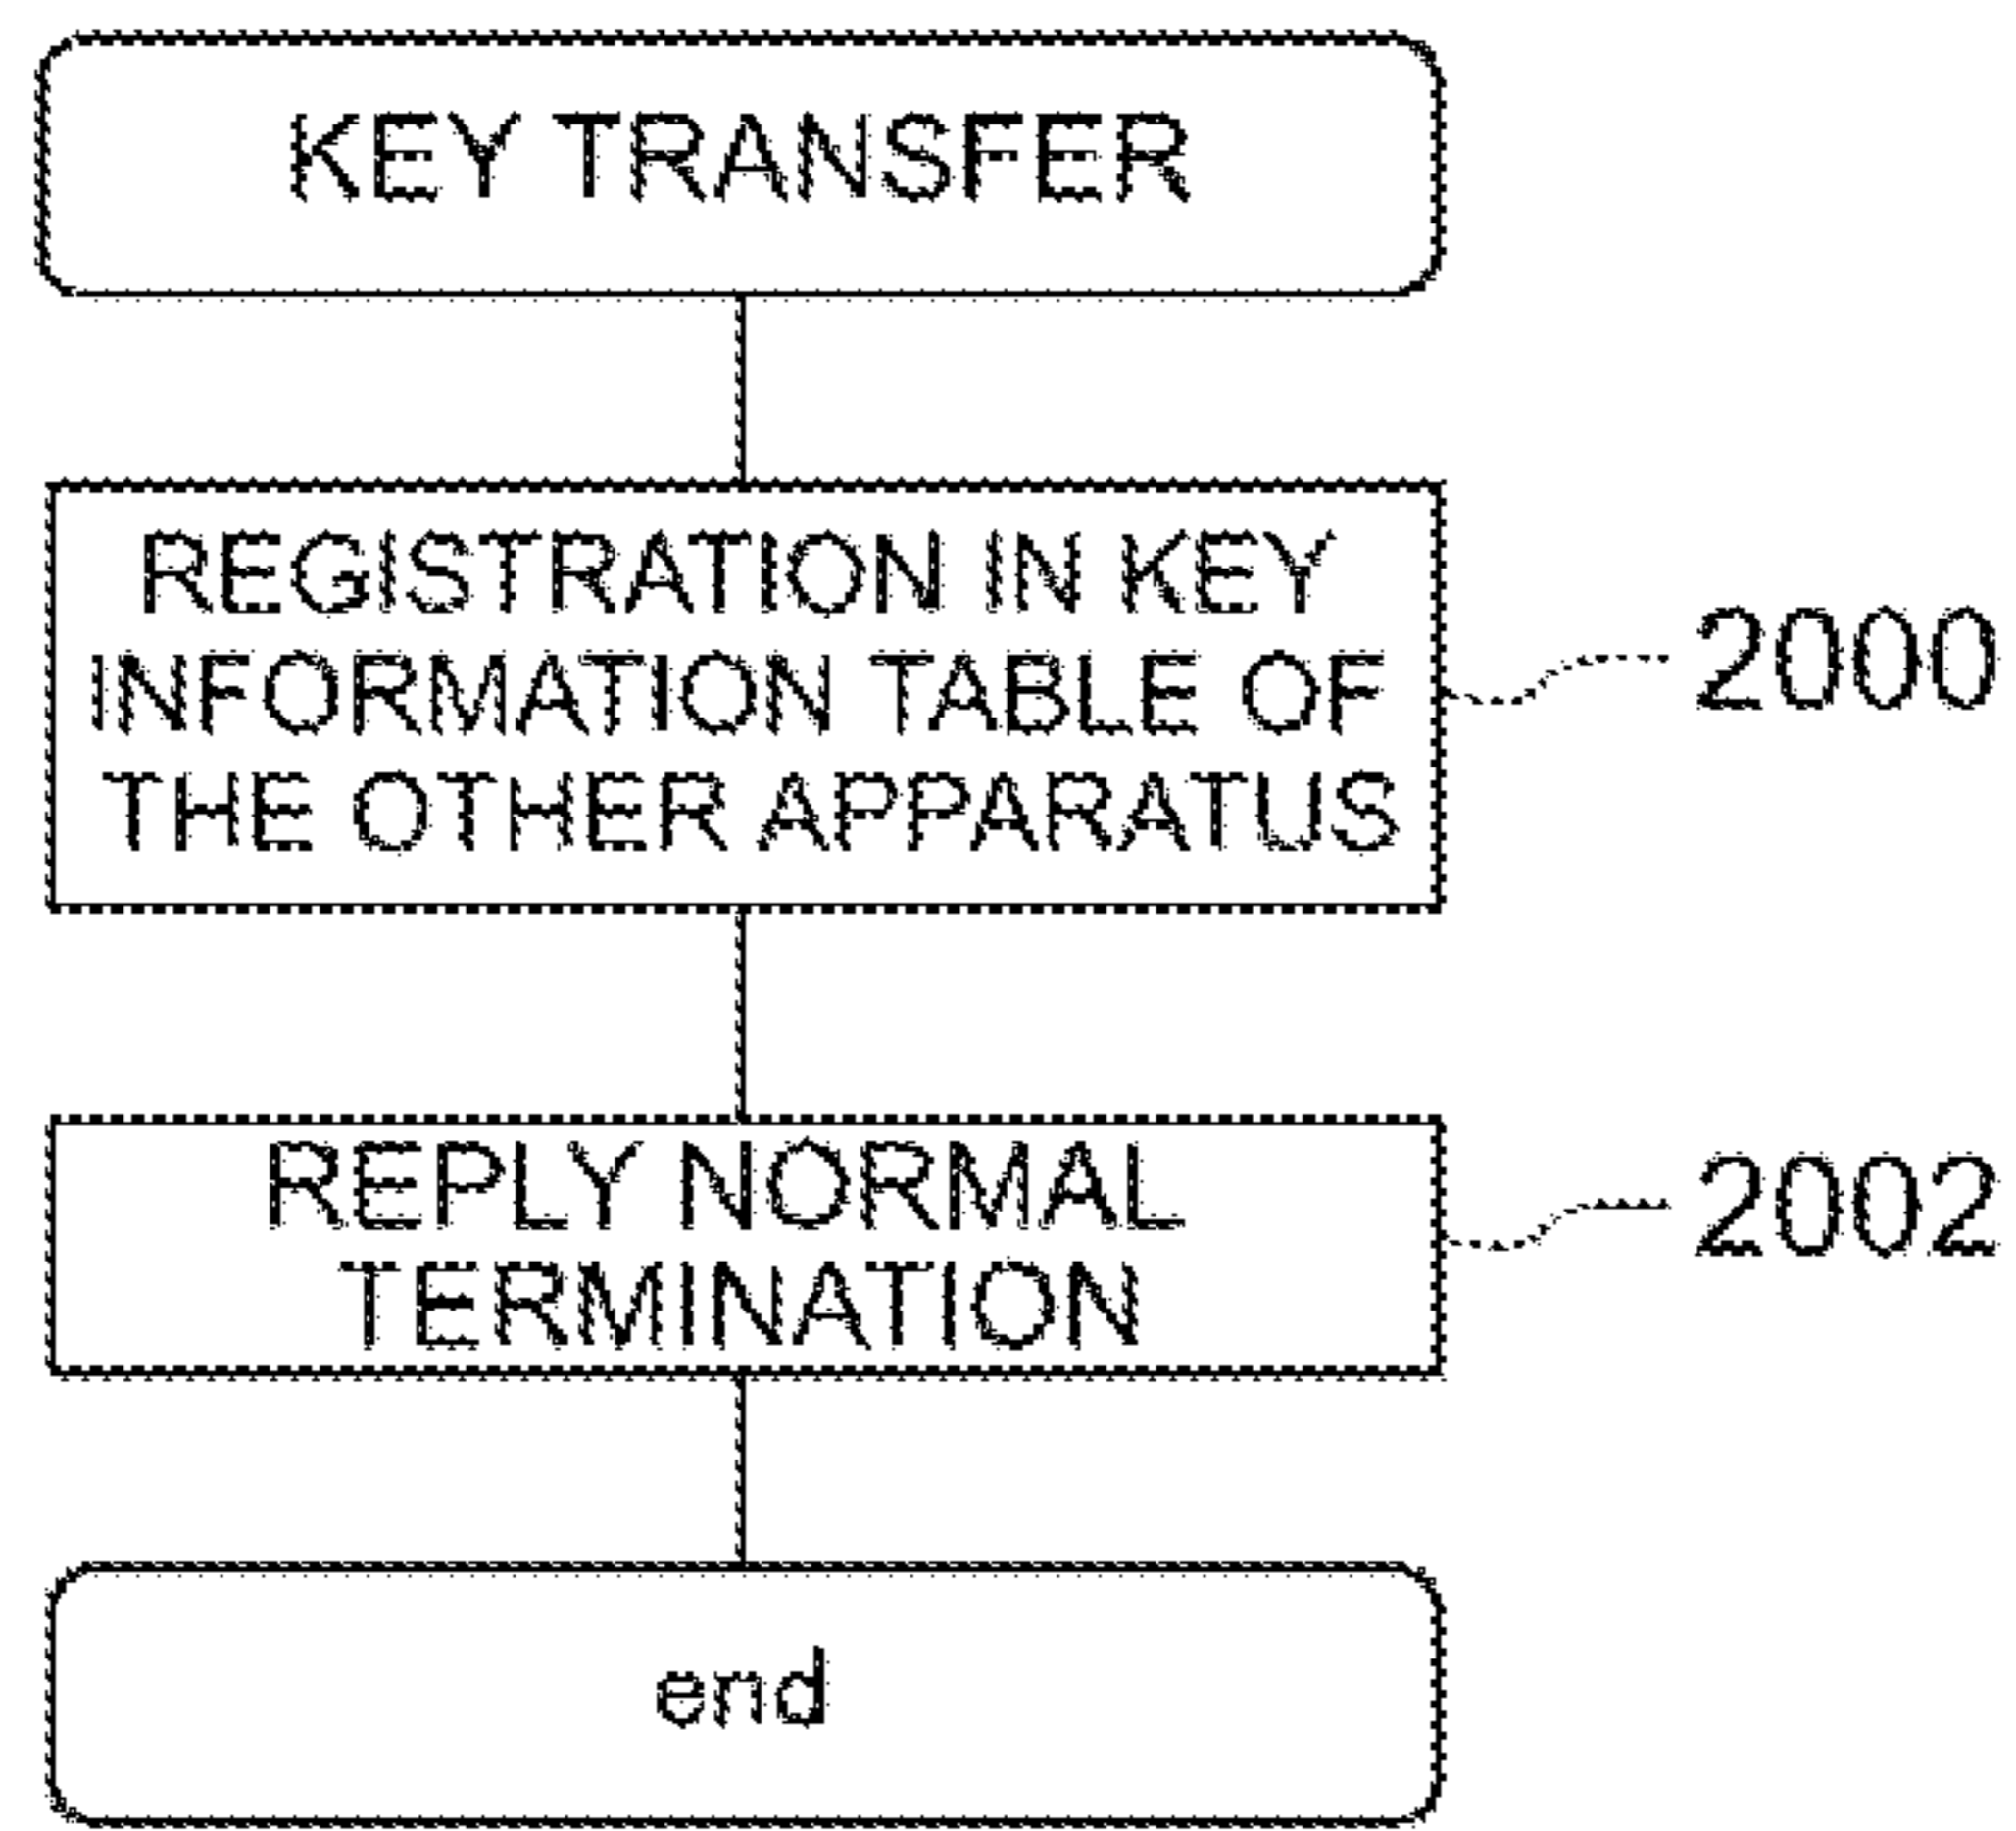 KEY TRANSFER
REGISTRATION IN KEY
INFORMATION TABLE OF
THE OTHER APPARATUS
2000
REPLY NORMAL
TERMINATION
2002
end